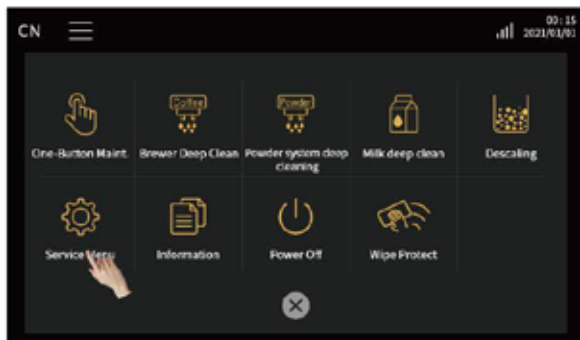 CN
00:15
2021/01/01
Coffee
Powder
One-Button Maint.
Brewer Deep Clean
Powder system deep
cleaning
Milk deep clean
Descaling
Service Menu
Information
Power Off
Wipe Protect